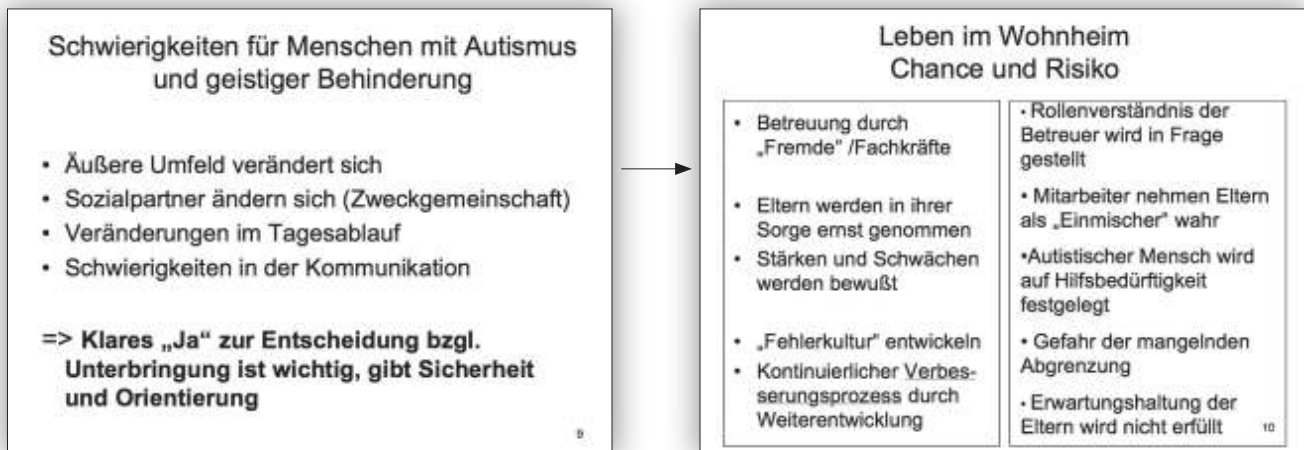 Schwierigkeiten für Menschen mit Autismus
und geistiger Behinderung
• Äußere Umfeld verändert sich
• Sozialpartner ändern sich (Zweckgemeinschaft)
• Veränderungen im Tagesablauf
• Schwierigkeiten in der Kommunikation
=> Klares „Ja“ zur Entscheidung bzgl.
Unterbringung ist wichtig, gibt Sicherheit
und Orientierung
9
Leben im Wohnheim
Chance und Risiko
• Betreuung durch
„Fremde“ /Fachkräfte
• Eltern werden in ihrer
Sorge ernst genommen
• Stärken und Schwächen
werden bewußt
• „Fehlerkultur“ entwickeln
• Kontinuierlicher Verbes-
serungsprozess durch
Weiterentwicklung
• Rollenverständnis der
Betreuer wird in Frage
gestellt
• Mitarbeiter nehmen Eltern
als „Einmischer“ wahr
•Autistischer Mensch wird
auf Hilfsbedürftigkeit
festgelegt
• Gefahr der mangelnden
Abgrenzung
• Erwartungshaltung der
Eltern wird nicht erfüllt
10